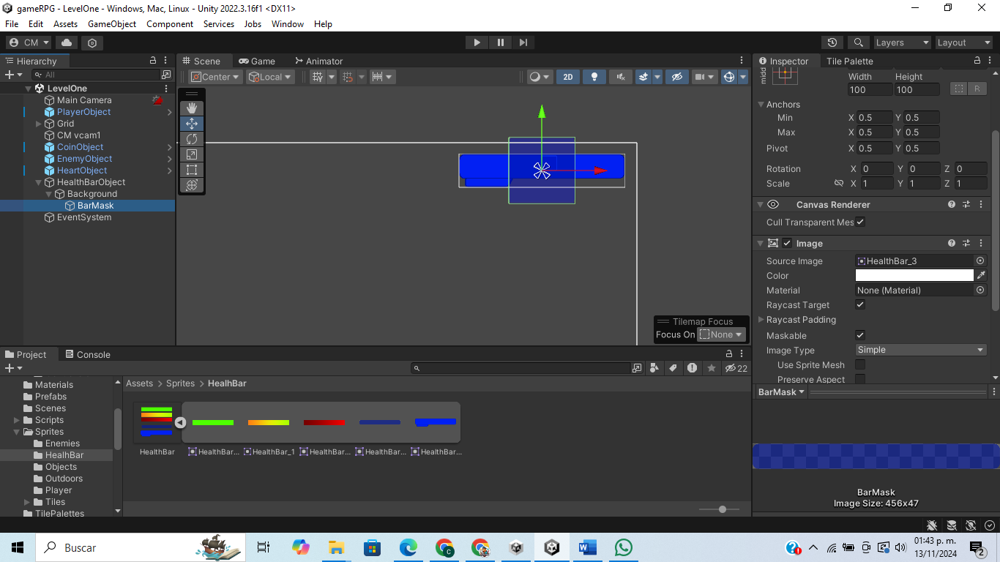 gameRPG - LevelOne - Windows, Mac, Linux - Unity 2022.3.16f1 <DX11>
File Edit Assets GameObject Component Services Jobs Window Help
CM Layers Layout
Hierarchy
All
LevelOne
Main Camera
PlayerObject
Grid
CM vcam1
CoinObject
EnemyObject
HeartObject
HealthBarObject
Background
BarMask
EventSystem
Scene Game Animator
Center Local 2D
Tilemap Focus
Focus On None
Inspector Tile Palette
midd
Width Height
100 100 R
Anchors
Min X 0.5 Y 0.5
Max X 0.5 Y 0.5
Pivot X 0.5 Y 0.5
Rotation X 0 Y 0 Z 0
Scale X 1 Y 1 Z 1
Canvas Renderer
Cull Transparent Mes
Image
Source Image HealthBar_3
Color
Material None (Material)
Raycast Target
Raycast Padding
Maskable
Image Type Simple
Use Sprite Mesh
Preserve Aspect
BarMask
BarMask
Image Size: 456x47
Project Console
22
Materials
Prefabs
Scenes
Scripts
Sprites
Enemies
HealhBar
Objects
Outdoors
Player
Tiles
TilePalettes
Assets > Sprites > HealhBar
HealthBar HealthBar... HealthBar_1 HealthBar... HealthBar... HealthBar...
Buscar
01:43 p. m.
13/11/2024
2